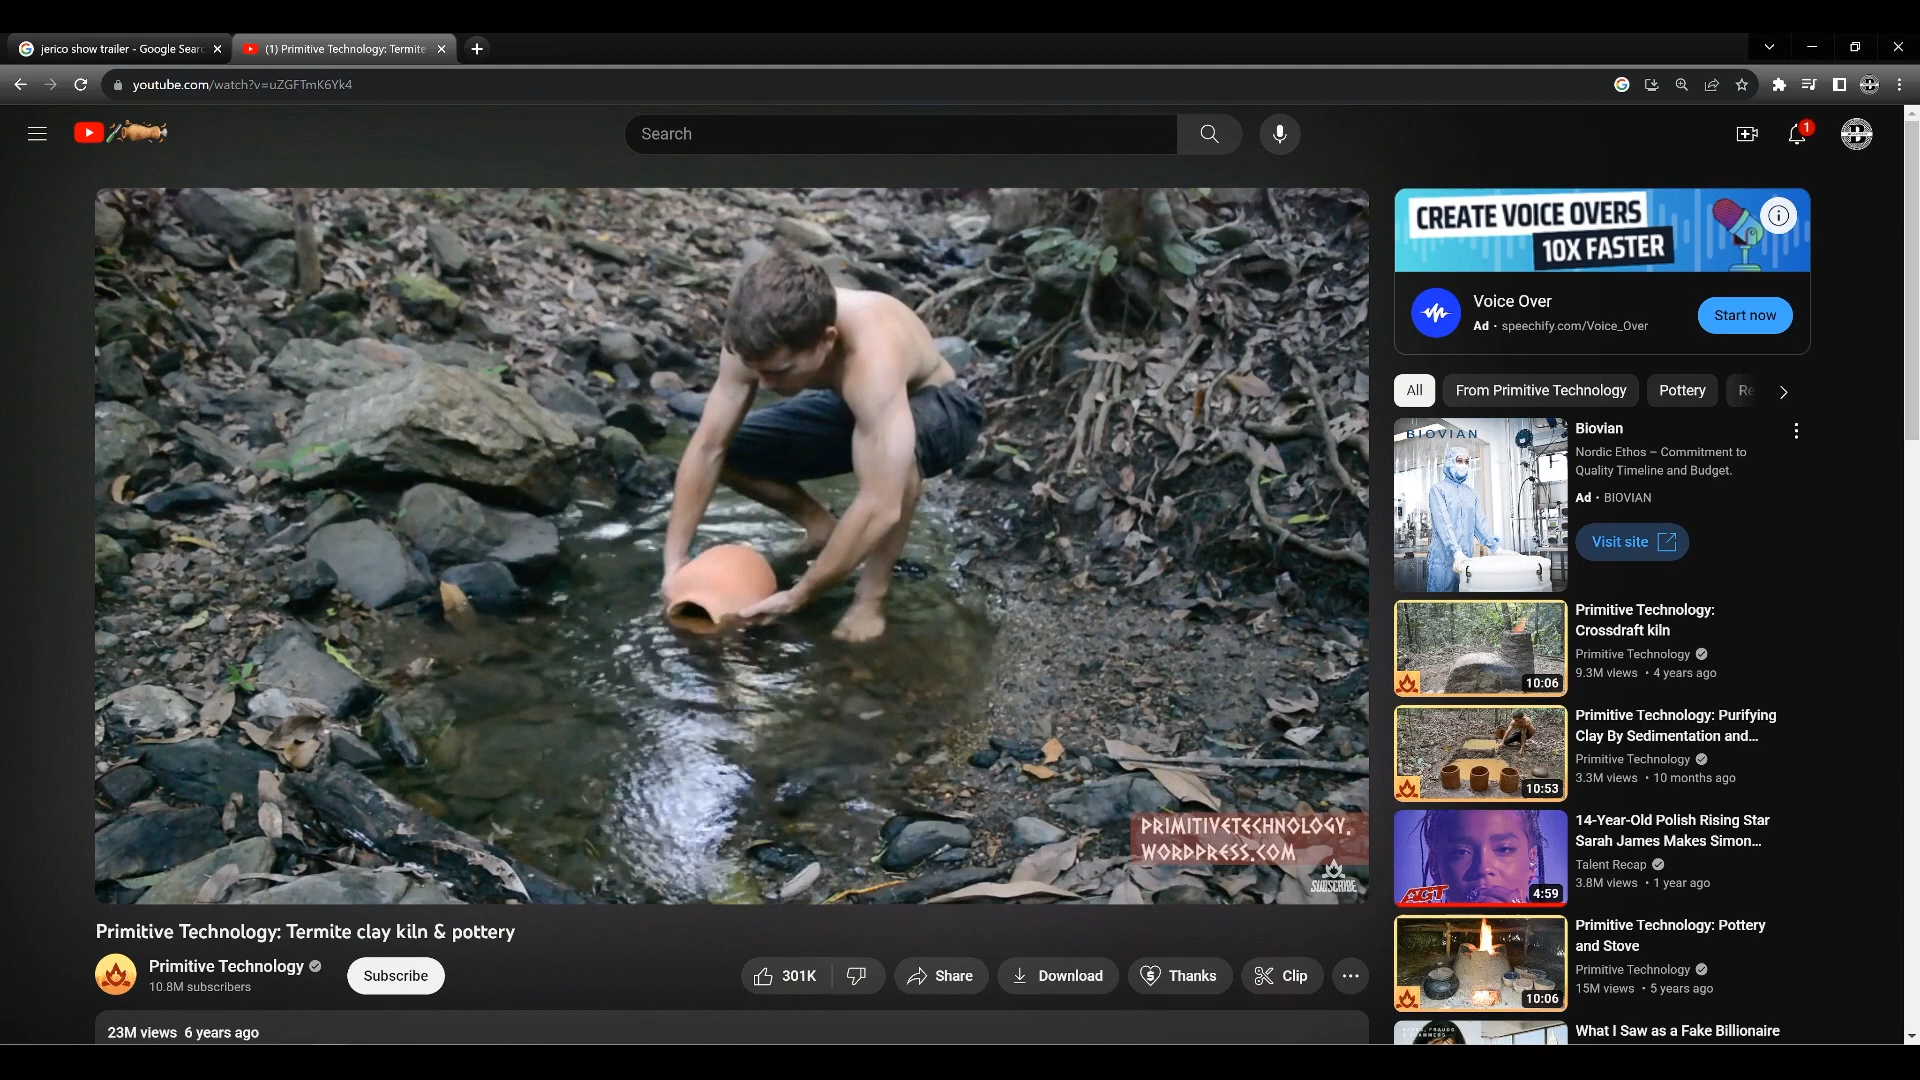 jerico show trailer - Google Sear
(1) Primitive Technology: Termite
youtube.com/watch?v=uZGFTmK6Yk4
Search
1
CREATE VOICE OVERS
10X FASTER
Voice Over
Ad · speechify.com/Voice_Over
Start now
All
From Primitive Technology
Pottery
Re
BIOVIAN
Biovian
Nordic Ethos – Commitment to
Quality Timeline and Budget.
Ad · BIOVIAN
Visit site
Primitive Technology:
Crossdraft kiln
Primitive Technology
9.3M views • 4 years ago
10:06
Primitive Technology: Purifying
Clay By Sedimentation and...
Primitive Technology
3.3M views • 10 months ago
10:53
14-Year-Old Polish Rising Star
Sarah James Makes Simon...
Talent Recap
3.8M views • 1 year ago
AGT
4:59
Primitive Technology: Pottery
and Stove
Primitive Technology
15M views • 5 years ago
10:06
What I Saw as a Fake Billionaire
PRIMITIVETECHNOLOGY.
WORDPRESS.COM
SUBSCRIBE
Primitive Technology: Termite clay kiln & pottery
Primitive Technology
10.8M subscribers
Subscribe
301K
Share
Download
Thanks
Clip
23M views 6 years ago